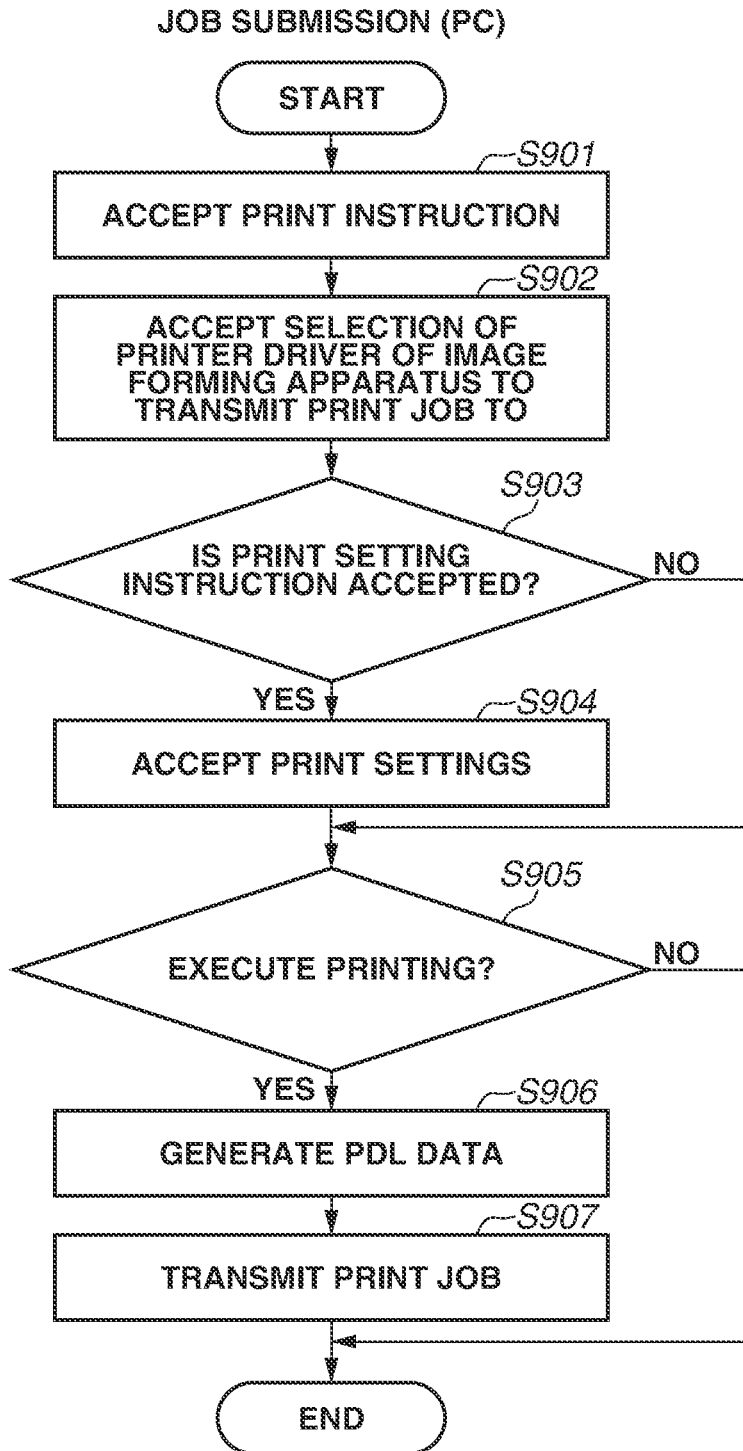 JOB SUBMISSION (PC)
START
S901
ACCEPT PRINT INSTRUCTION
S902
ACCEPT SELECTION OF
PRINTER DRIVER OF IMAGE
FORMING APPARATUS TO
TRANSMIT PRINT JOB TO
S903
IS PRINT SETTING
INSTRUCTION ACCEPTED?
NO
YES
S904
ACCEPT PRINT SETTINGS
S905
EXECUTE PRINTING?
NO
YES
S906
GENERATE PDL DATA
S907
TRANSMIT PRINT JOB
END